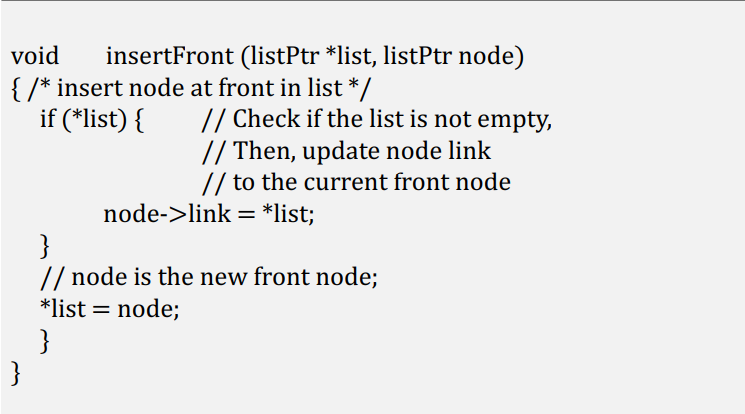 void insertFront (listPtr *list, listPtr node)
{ /* insert node at front in list */
if (*list) { // Check if the list is not empty,
// Then, update node link
// to the current front node
node->link = *list;
}
// node is the new front node;
*list = node;
}
}